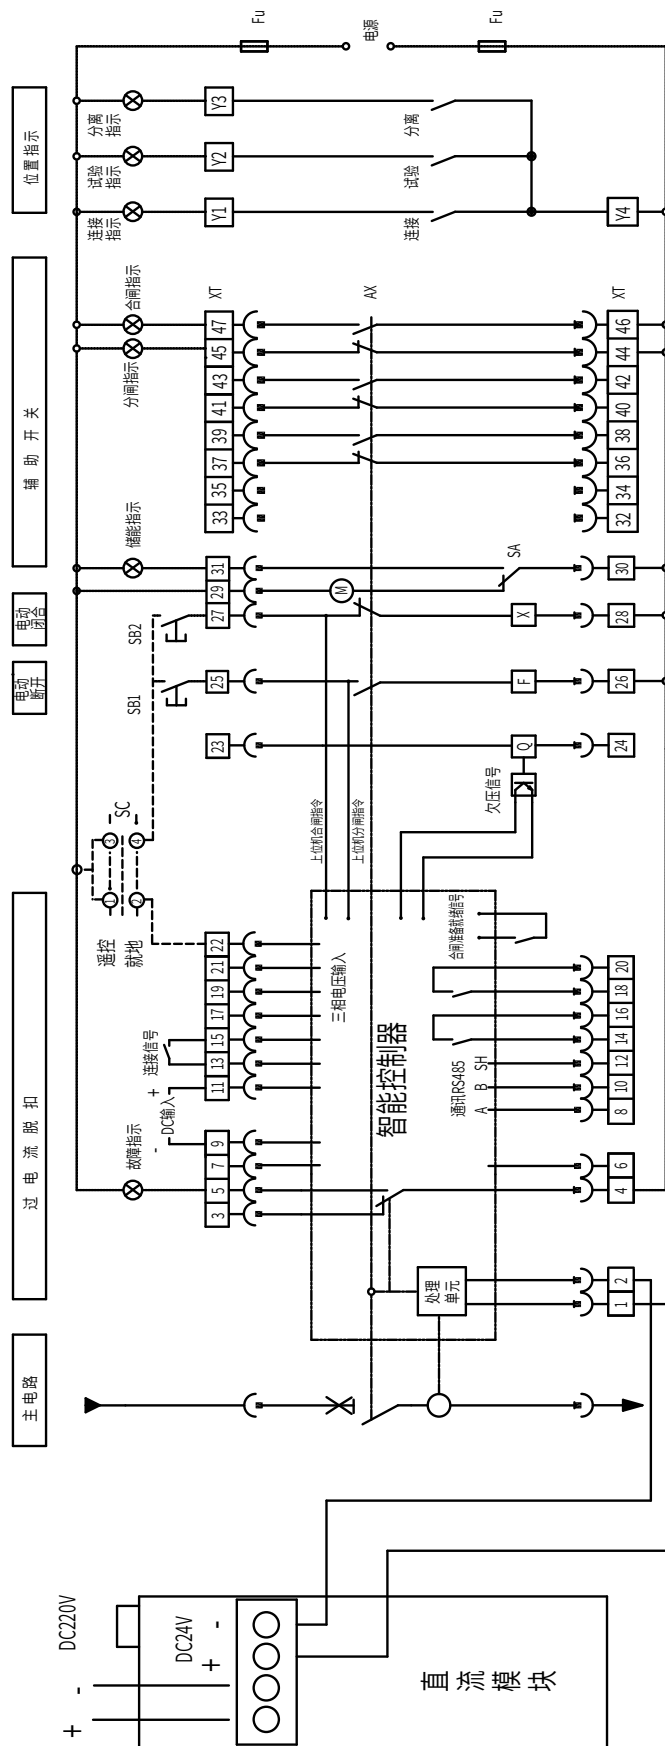 Fu
电源
Fu
位置指示
分离
指示
Y3
分离
试验
指示
Y2
试验
连接
指示
Y1
连接
Y4
辅助开关
合闸指示
分闸指示
XT
AX
XT
47
46
45
44
43
42
41
40
39
38
37
36
35
34
33
32
储能指示
31
SA
30
29
M
电动
闭合
SB2
27
X
28
电动
断开
SB1
25
F
26
23
Q
24
欠压信号
上位机合闸指令
上位机分闸指令
SC
3
4
1
2
遥控
就地
过电流脱扣
22
21
19
17
15
13
11
三相电压输入
合闸准备就绪信号
20
18
16
14
12
10
8
连接信号
+
DC输入
-
智能控制器
通讯RS485
A
B
SH
故障指示
9
7
5
3
6
4
处理
单元
2
1
主电路
DC220V
+
-
DC24V
+
-
直流模块